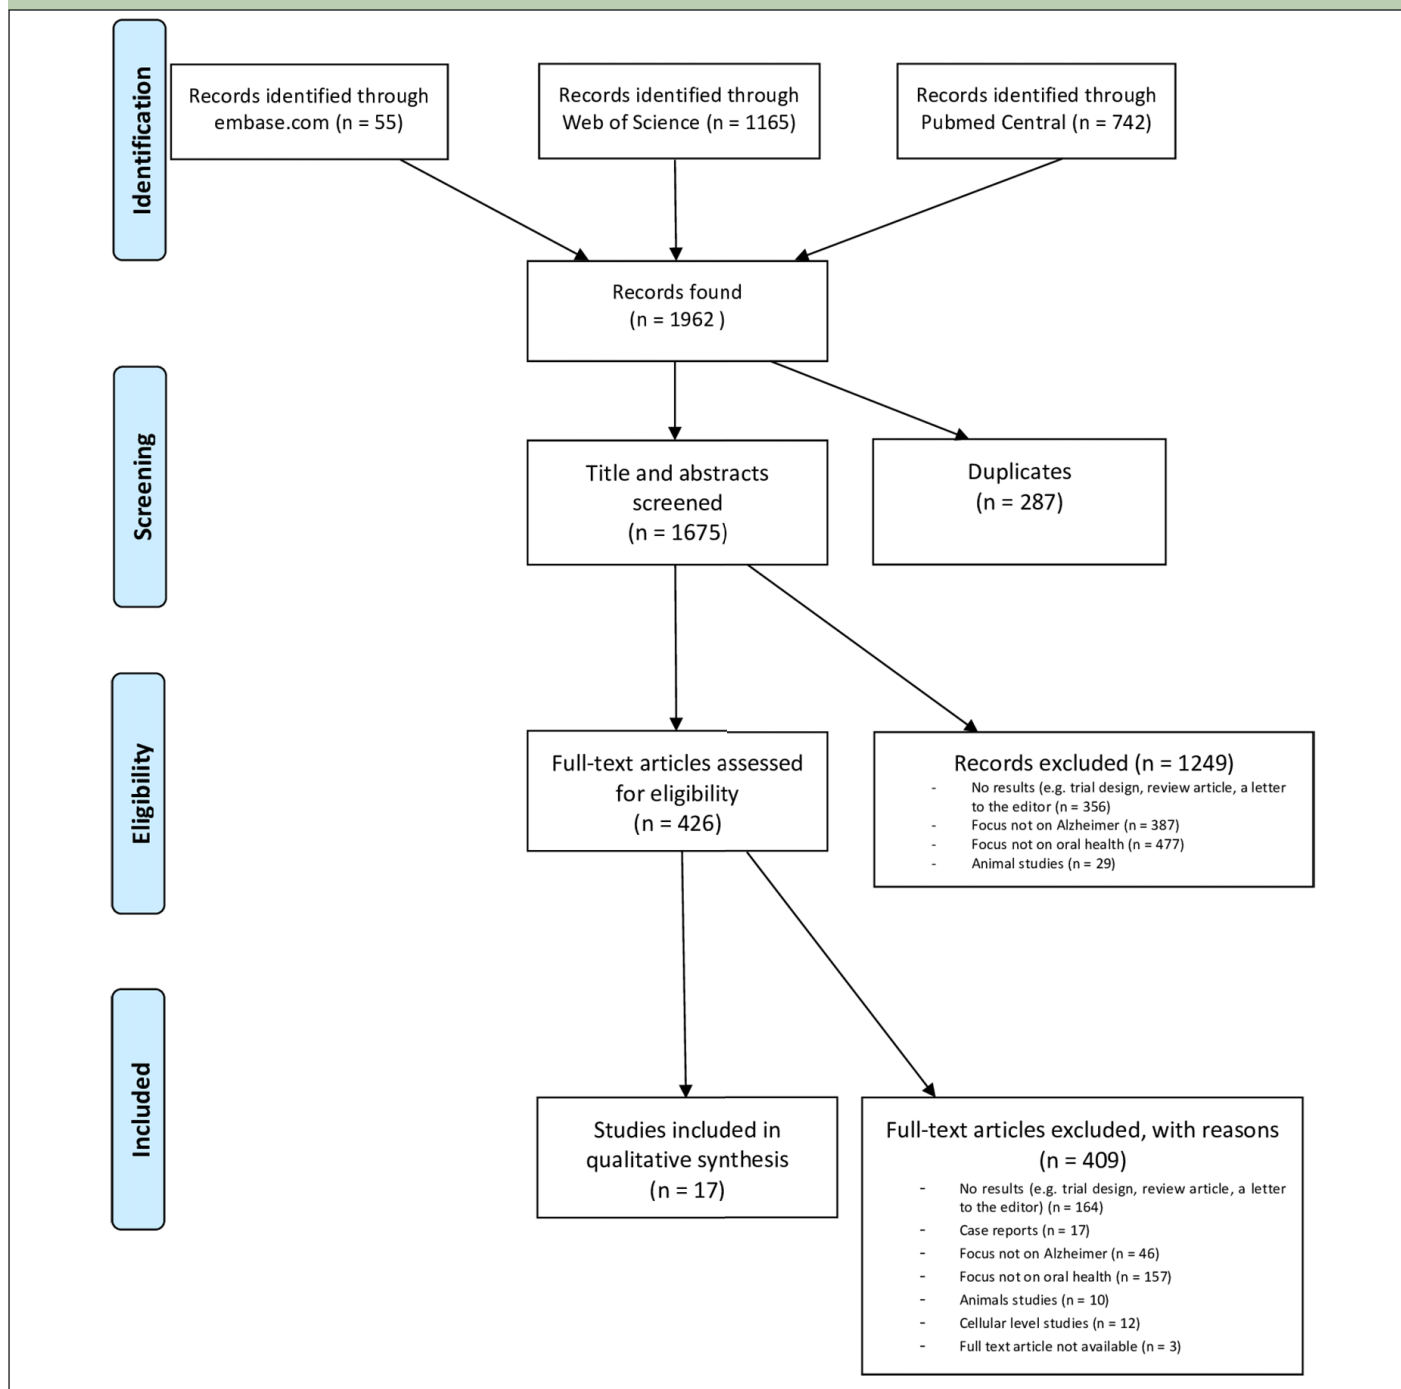 Identification
Records identified through
embase.com (n = 55)
Records identified through
Web of Science (n = 1165)
Records identified through
Pubmed Central (n = 742)
Records found
(n = 1962 )
Screening
Title and abstracts
screened
(n = 1675)
Duplicates
(n = 287)
Eligibility
Full-text articles assessed
for eligibility
(n = 426)
Records excluded (n = 1249)
- No results (e.g. trial design, review article, a letter
to the editor (n = 356)
- Focus not on Alzheimer (n = 387)
- Focus not on oral health (n = 477)
- Animal studies (n = 29)
Included
Studies included in
qualitative synthesis
(n = 17)
Full-text articles excluded, with reasons
(n = 409)
- No results (e.g. trial design, review article, a letter
to the editor) (n = 164)
- Case reports (n = 17)
- Focus not on Alzheimer (n = 46)
- Focus not on oral health (n = 157)
- Animals studies (n = 10)
- Cellular level studies (n = 12)
- Full text article not available (n = 3)